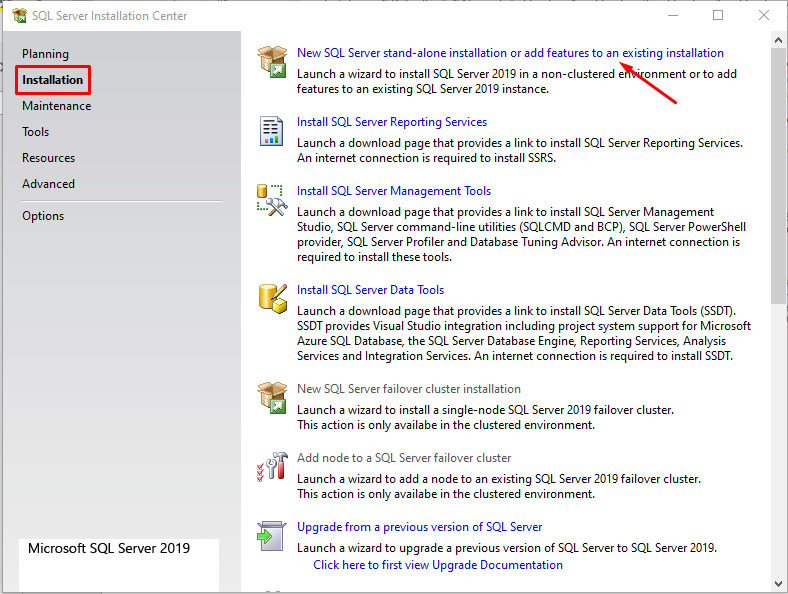 SQL Server Installation Center
Planning
Installation
Maintenance
Tools
Resources
Advanced
Options
Microsoft SQL Server 2019
New SQL Server stand-alone installation or add features to an existing installation
Launch a wizard to install SQL Server 2019 in a non-clustered environment or to add
features to an existing SQL Server 2019 instance.
Install SQL Server Reporting Services
Launch a download page that provides a link to install SQL Server Reporting Services.
An internet connection is required to install SSRS.
Install SQL Server Management Tools
Launch a download page that provides a link to install SQL Server Management
Studio, SQL Server command-line utilities (SQLCMD and BCP), SQL Server PowerShell
provider, SQL Server Profiler and Database Tuning Advisor. An internet connection is
required to install these tools.
Install SQL Server Data Tools
Launch a download page that provides a link to install SQL Server Data Tools (SSDT).
SSDT provides Visual Studio integration including project system support for Microsoft
Azure SQL Database, the SQL Server Database Engine, Reporting Services, Analysis
Services and Integration Services. An internet connection is required to install SSDT.
New SQL Server failover cluster installation
Launch a wizard to install a single-node SQL Server 2019 failover cluster.
This action is only availabe in the clustered environment.
Add node to a SQL Server failover cluster
Launch a wizard to add a node to an existing SQL Server 2019 failover cluster.
This action is only availabe in the clustered environment.
Upgrade from a previous version of SQL Server
Launch a wizard to upgrade a previous version of SQL Server to SQL Server 2019.
Click here to first view Upgrade Documentation